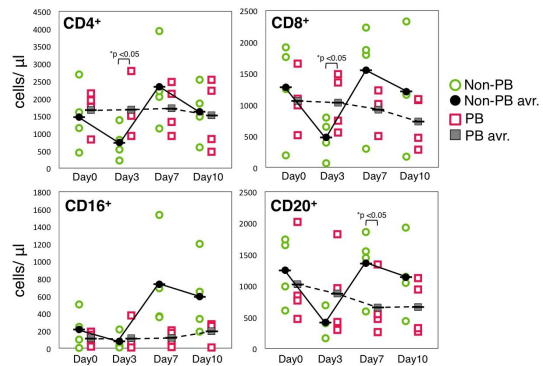 CD4+
cells/ µl
5000
4500
4000
3500
3000
2500
2000
1500
1000
500
0
*p <0.05
Day0 Day3 Day7 Day10
CD8+
2500
2000
1500
1000
500
0
*p <0.05
Day0 Day3 Day7 Day10
Non-PB
Non-PB avr.
PB
PB avr.
CD16+
cells/ µl
1800
1600
1400
1200
1000
800
600
400
200
0
Day0 Day3 Day7 Day10
CD20+
2500
2000
1500
1000
500
0
*p <0.05
Day0 Day3 Day7 Day10